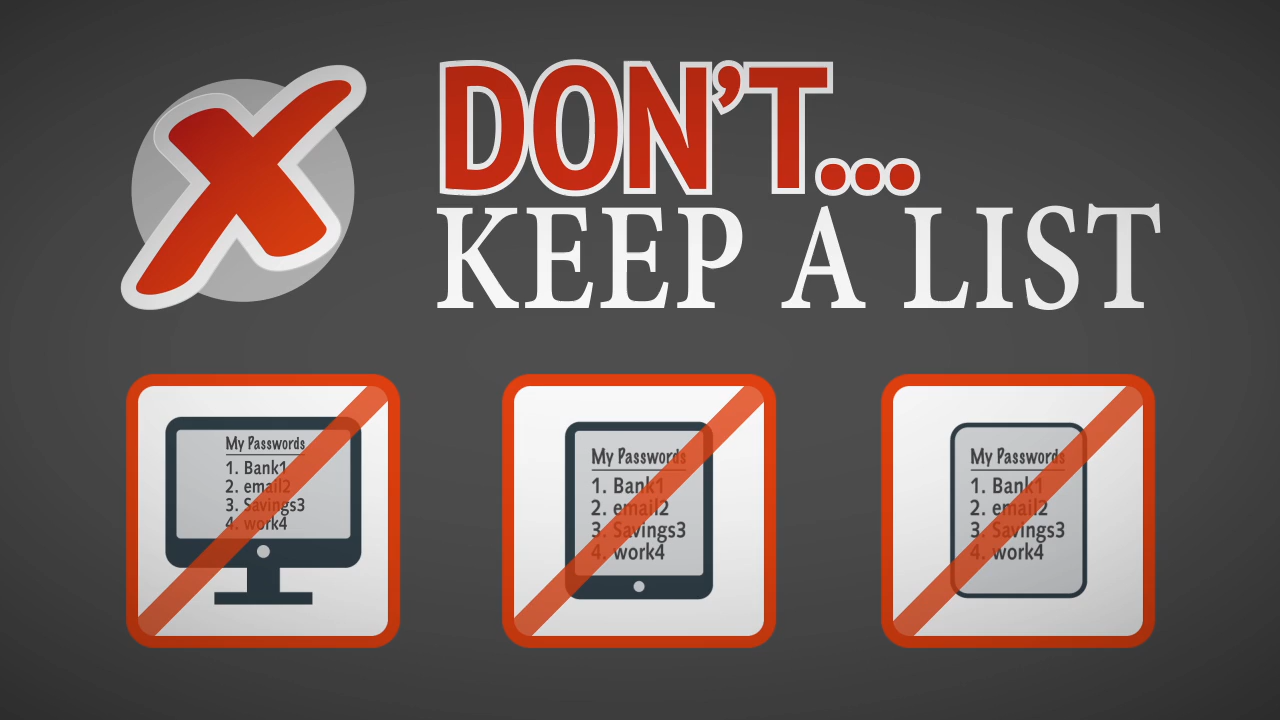 DON'T...
KEEP A LIST
My Passwords
1. Bank1
2. email2
3. Savings3
4. work4
My Passwords
1. Bank1
2. email2
3. Savings3
4. work4
My Passwords
1. Bank1
2. email2
3. Savings3
4. work4